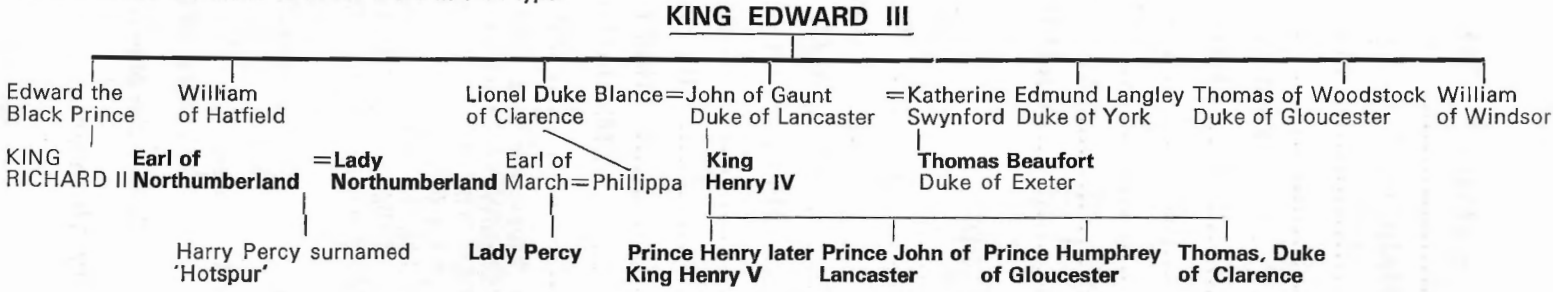 KING EDWARD III
Edward the
Black Prince
William
of Hatfield
Lionel Duke
of Clarence
Blance=John of Gaunt
Duke of Lancaster
=Katherine
Swynford
Edmund Langley
Duke of York
Thomas of Woodstock
Duke of Gloucester
William
of Windsor
KING
RICHARD II
Earl of
Northumberland
=Lady
Northumberland
Earl of
March=Phillippa
King
Henry IV
Thomas Beaufort
Duke of Exeter
Harry Percy surnamed
'Hotspur'
Lady Percy
Prince Henry later
King Henry V
Prince John of
Lancaster
Prince Humphrey
of Gloucester
Thomas, Duke
of Clarence